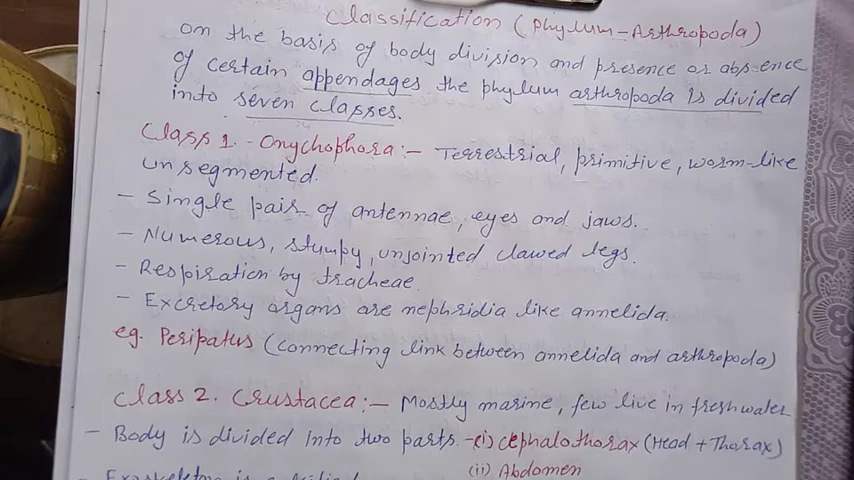 Classification (Phylum-Arthropoda)
on the basis of body division and presence or absence
of certain appendages the phylum arthropoda is divided
into seven classes.
Class 1. - Onychophora:- Terrestrial, primitive, worm-like
unsegmented.
- Single pair of antennae, eyes and jaws.
- Numerous, stumpy, unjointed clawed legs.
- Respiration by tracheae.
- Excretory organs are nephridia like annelida.
eg. Peripatus (connecting link between annelida and arthropoda)
Class 2. Crustacea:- Mostly marine, few live in freshwater
- Body is divided into two parts -(i) cephalothorax (Head + Thorax)
(ii) Abdomen
- Exoskeleton is